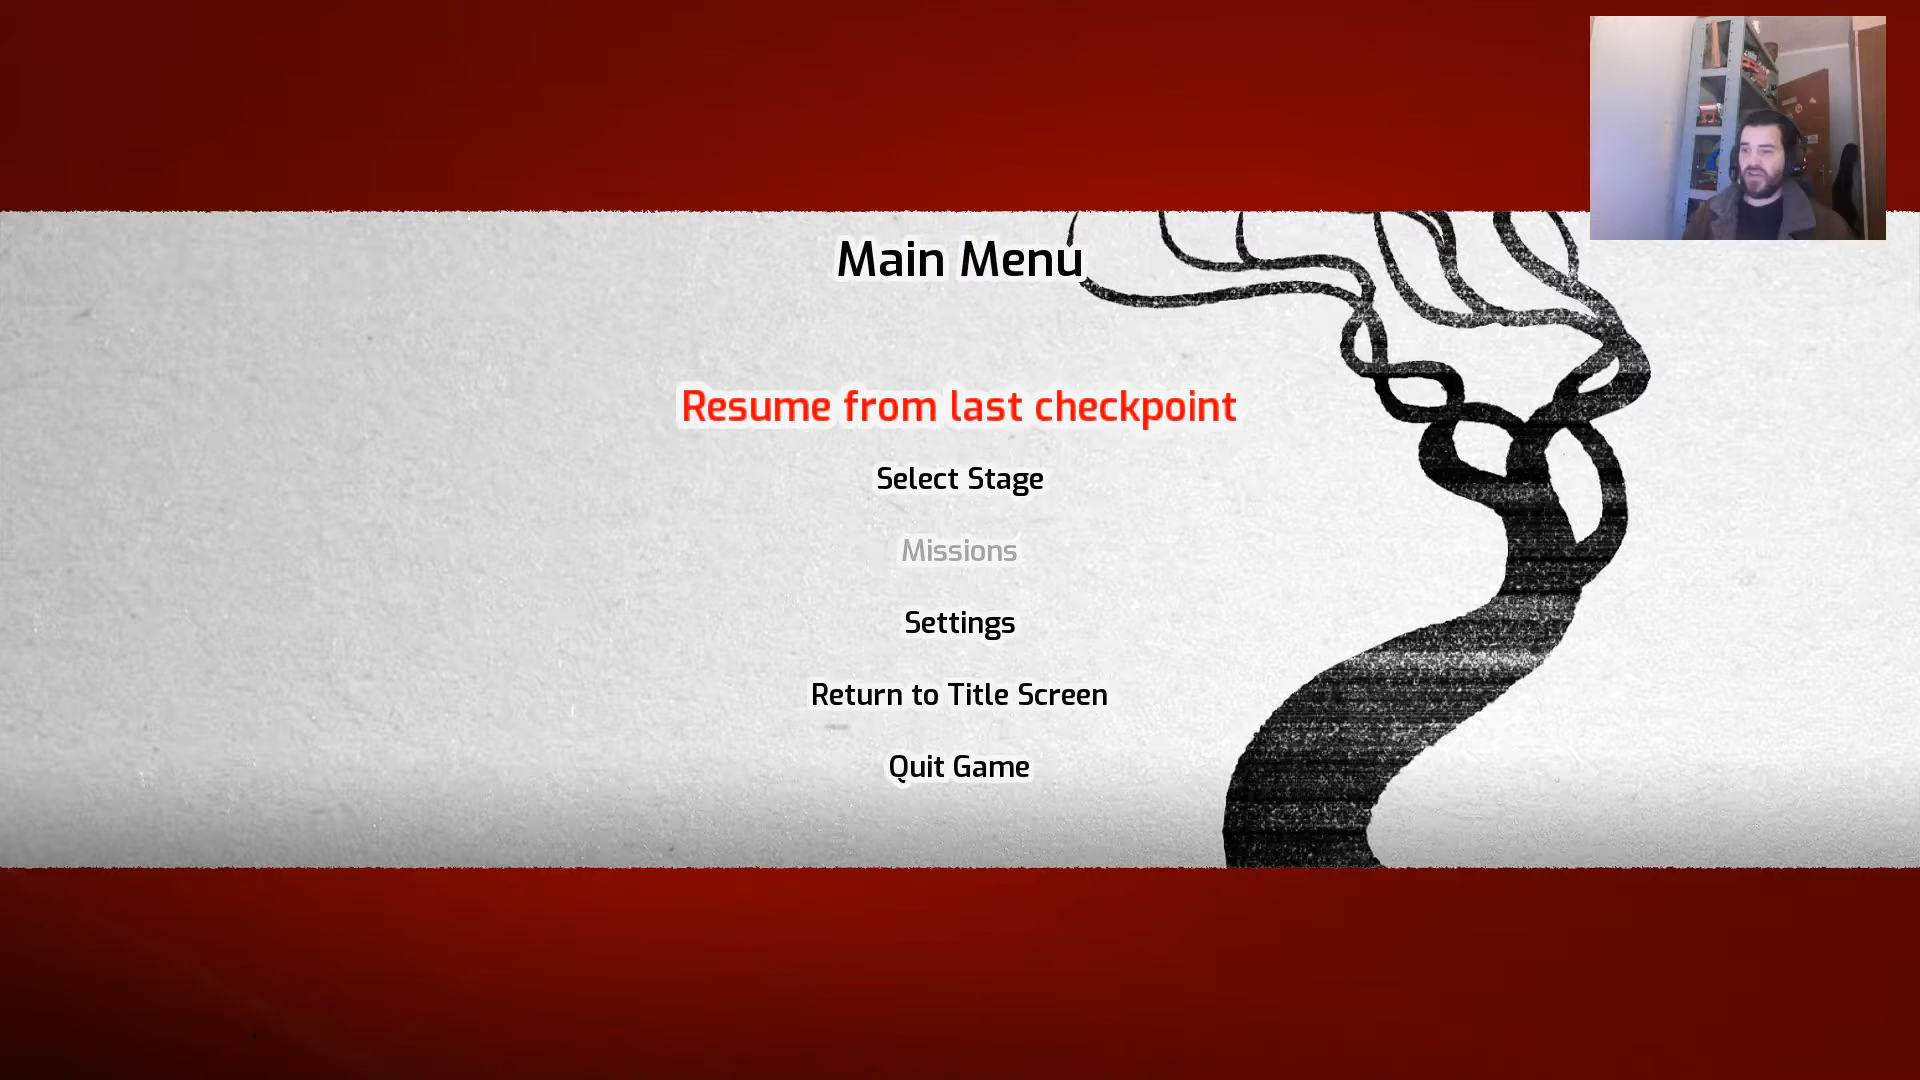 Main Menu
Resume from last checkpoint
Select Stage
Missions
Settings
Return to Title Screen
Quit Game